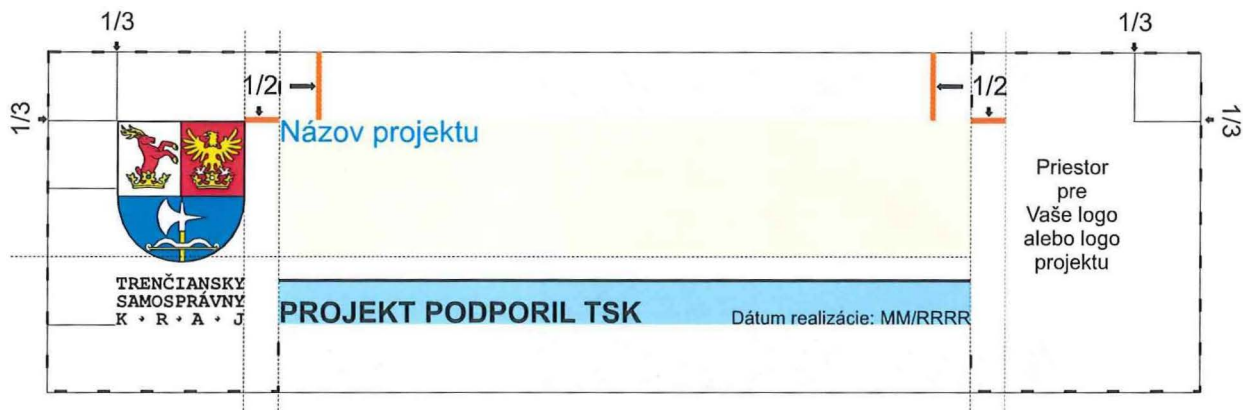 1/3
1/3
1/2
1/2
1/3
1/3
Názov projektu
Priestor
pre
Vaše logo
alebo logo
projektu
TRENČIANSKY
SAMOSPRÁVNY
K • R • A • J
PROJEKT PODPORIL TSK
Dátum realizácie: MM/RRRR